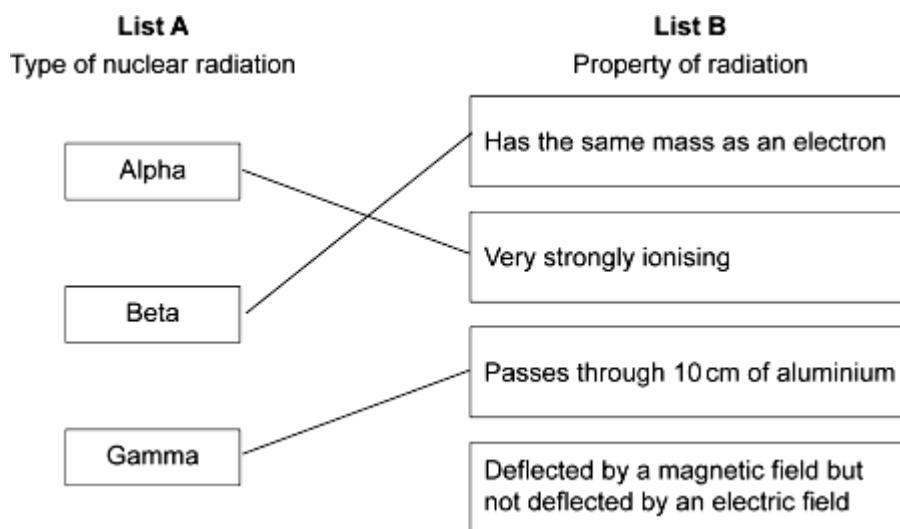 List A
Type of nuclear radiation
Alpha
Beta
Gamma
List B
Property of radiation
Has the same mass as an electron
Very strongly ionising
Passes through 10 cm of aluminium
Deflected by a magnetic field but
not deflected by an electric field